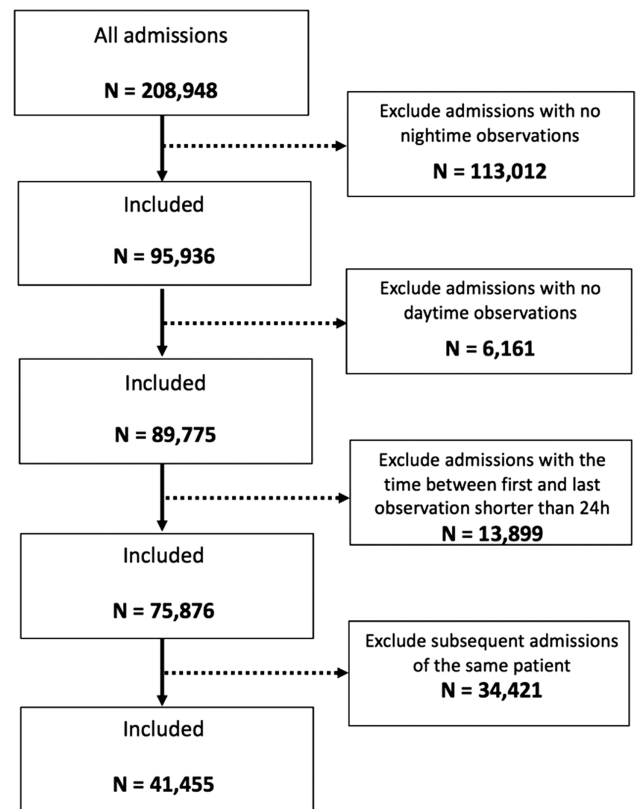 All admissions
N = 208,948
Exclude admissions with no
nightime observations
N = 113,012
Included
N = 95,936
Exclude admissions with no
daytime observations
N = 6,161
Included
N = 89,775
Exclude admissions with the
time between first and last
observation shorter than 24h
N = 13,899
Included
N = 75,876
Exclude subsequent admissions
of the same patient
N = 34,421
Included
N = 41,455